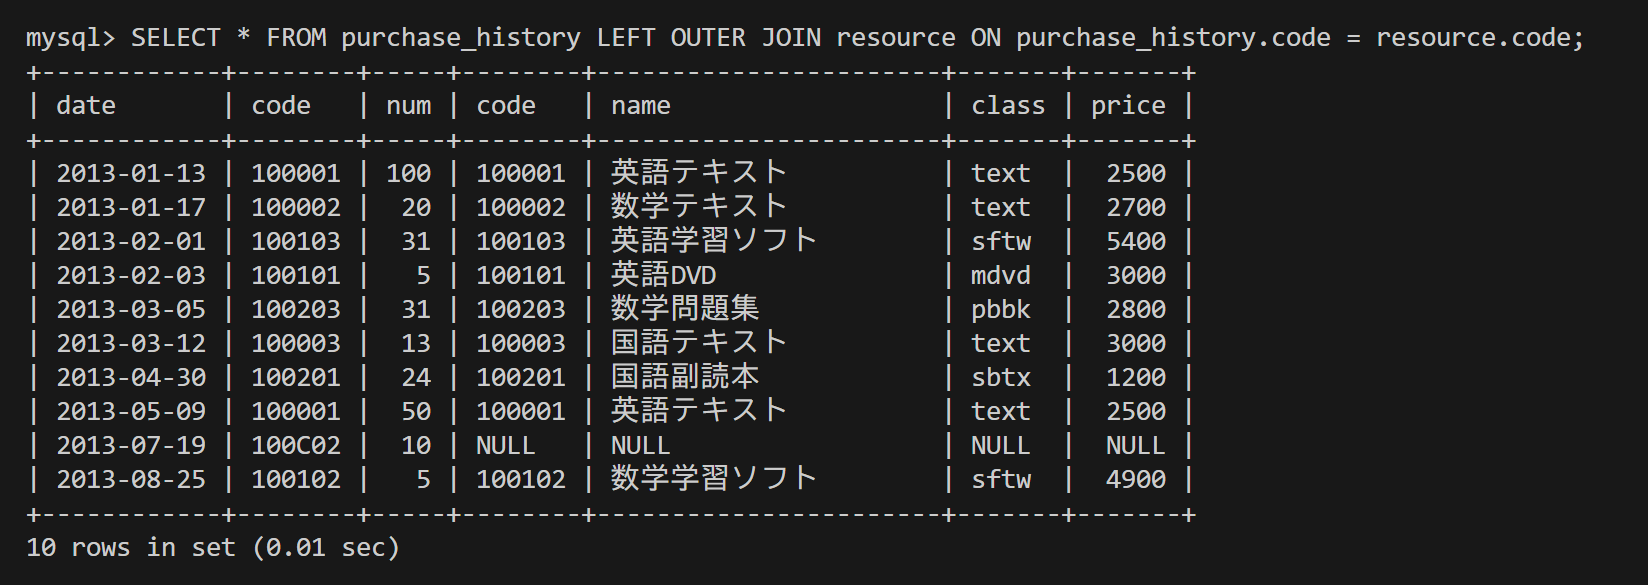 mysql> SELECT * FROM purchase_history LEFT OUTER JOIN resource ON purchase_history.code = resource.code;
+------------+--------+-----+--------+-----------------------+-------+-------+
| date       | code   | num | code   | name                  | class | price |
+------------+--------+-----+--------+-----------------------+-------+-------+
| 2013-01-13 | 100001 | 100 | 100001 | 英語テキスト          | text  |  2500 |
| 2013-01-17 | 100002 |  20 | 100002 | 数学テキスト          | text  |  2700 |
| 2013-02-01 | 100103 |  31 | 100103 | 英語学習ソフト        | sftw  |  5400 |
| 2013-02-03 | 100101 |   5 | 100101 | 英語DVD               | mdvd  |  3000 |
| 2013-03-05 | 100203 |  31 | 100203 | 数学問題集            | pbbk  |  2800 |
| 2013-03-12 | 100003 |  13 | 100003 | 国語テキスト          | text  |  3000 |
| 2013-04-30 | 100201 |  24 | 100201 | 国語副読本            | sbtx  |  1200 |
| 2013-05-09 | 100001 |  50 | 100001 | 英語テキスト          | text  |  2500 |
| 2013-07-19 | 100C02 |  10 | NULL   | NULL                  | NULL  |  NULL |
| 2013-08-25 | 100102 |   5 | 100102 | 数学学習ソフト        | sftw  |  4900 |
+------------+--------+-----+--------+-----------------------+-------+-------+
10 rows in set (0.01 sec)